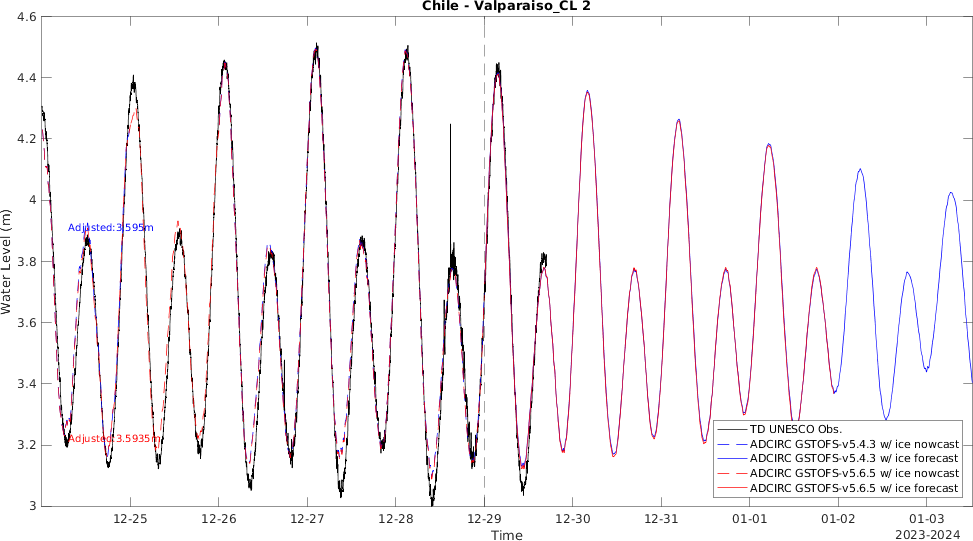 Chile - Valparaiso_CL 2
4.6
4.4
4.2
4
3.8
3.6
3.4
3.2
3
Water Level (m)
Adjusted:3.595m
Adjusted:3.5935m
TD UNESCO Obs.
ADCIRC GSTOFS-v5.4.3 w/ ice nowcast
ADCIRC GSTOFS-v5.4.3 w/ ice forecast
ADCIRC GSTOFS-v5.6.5 w/ ice nowcast
ADCIRC GSTOFS-v5.6.5 w/ ice forecast
12-25 12-26 12-27 12-28 12-29 12-30 12-31 01-01 01-02 01-03
Time
2023-2024